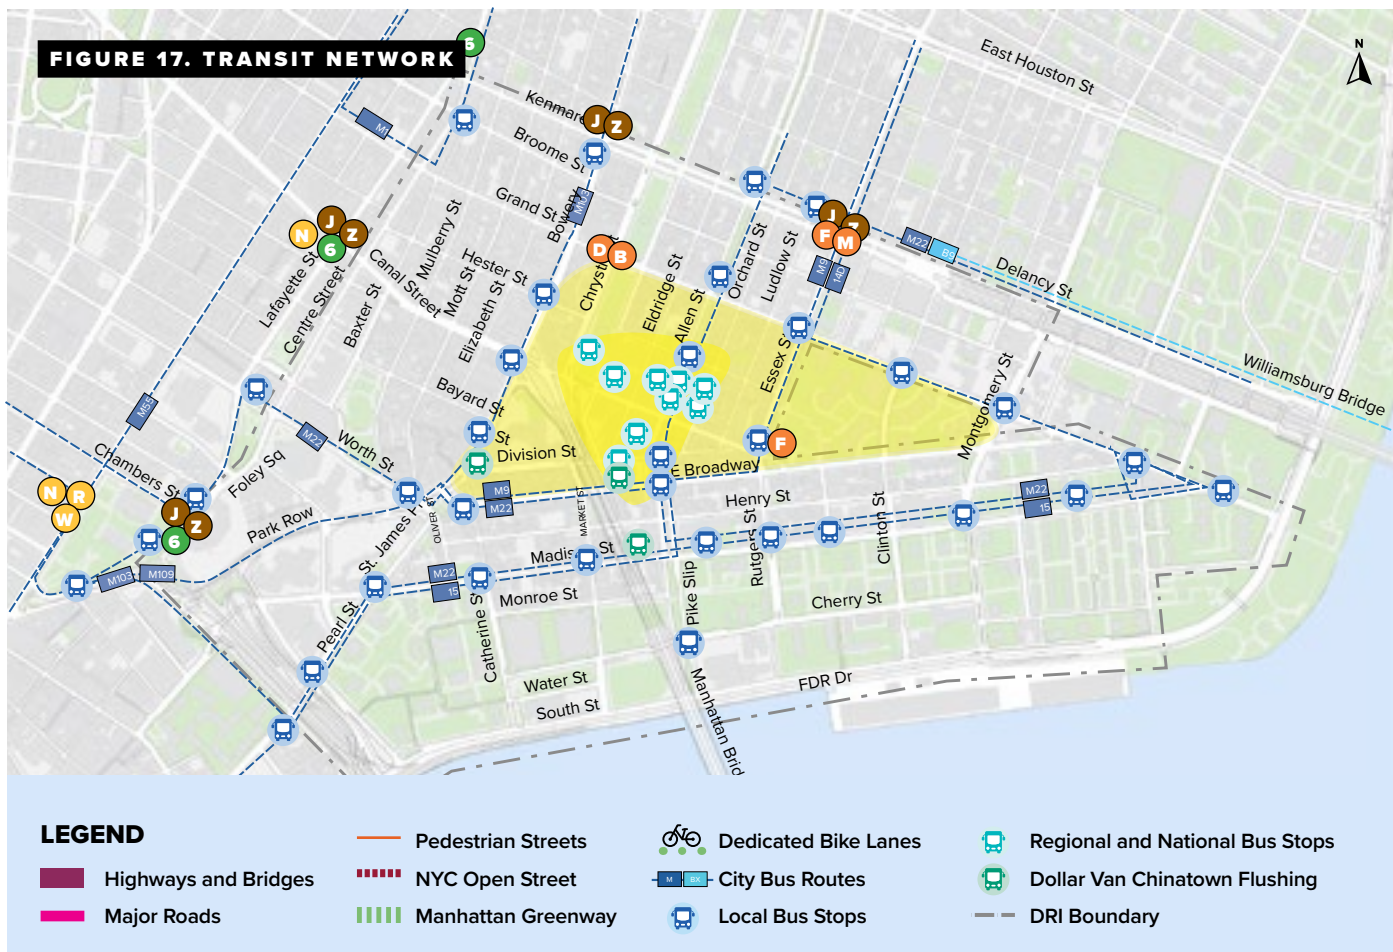 FIGURE 17. TRANSIT NETWORK
6
N
East Houston St
Kenmare
J
Z
M1
Broome St
Grand St
Bowery
M103
Mulberry St
Mott St
Hester St
Elizabeth St
D
B
Eldridge St
Allen St
Orchard St
Ludlow St
J
Z
F
M
M9
14D
M22
Delancy St
Williamsburg Bridge
N
J
Z
6
Lafayette St
Centre Street
Canal Street
Baxter St
Bayard St
St
Division St
Essex S
Montgomery St
M55
M22
Worth St
Chambers St
Foley Sq
Park Row
N
R
W
J
Z
6
M103
M109
St. James P
OLIVER ST
M9
M22
MARKET ST
E Broadway
F
Henry St
Rutgers St
Clinton St
M22
15
Madis St
M22
15
Monroe St
Catherine St
Pike Slip
Cherry St
Pearl St
Water St
South St
Manhattan Brid
FDR Dr
LEGEND
Highways and Bridges
Major Roads
Pedestrian Streets
NYC Open Street
Manhattan Greenway
Dedicated Bike Lanes
M
BX
City Bus Routes
Local Bus Stops
Regional and National Bus Stops
Dollar Van Chinatown Flushing
DRI Boundary